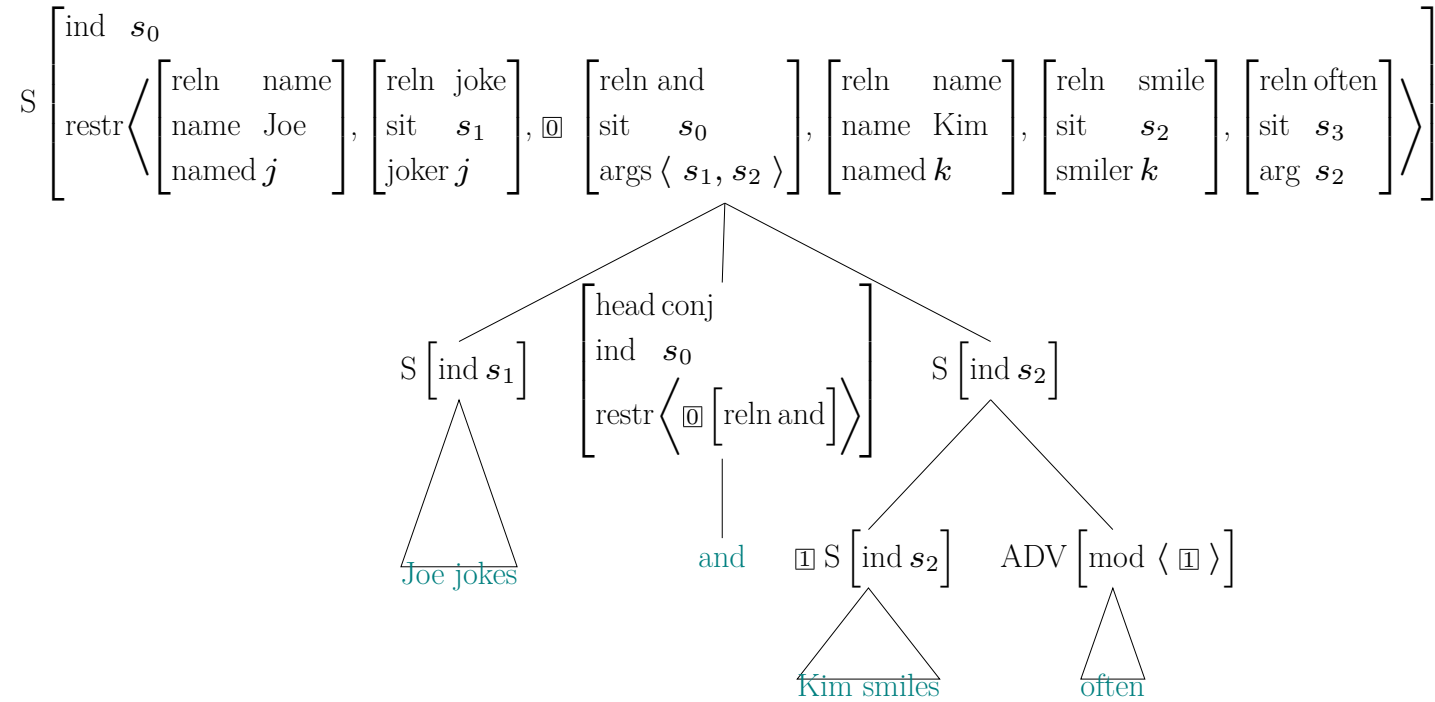 ind s₀
reln name reln joke reln and reln name reln smile reln often
S restr⟨ name Joe , sit s₁ , 0 sit s₀ , name Kim , sit s₂ , sit s₃ ⟩
named j joker j args ⟨ s₁, s₂ ⟩ named k smiler k arg s₂
head conj
S [ind s₁] ind s₀ S [ind s₂]
restr⟨ 0 [reln and] ⟩
Joe jokes and 1 S [ind s₂] ADV [mod ⟨ 1 ⟩]
Kim smiles often